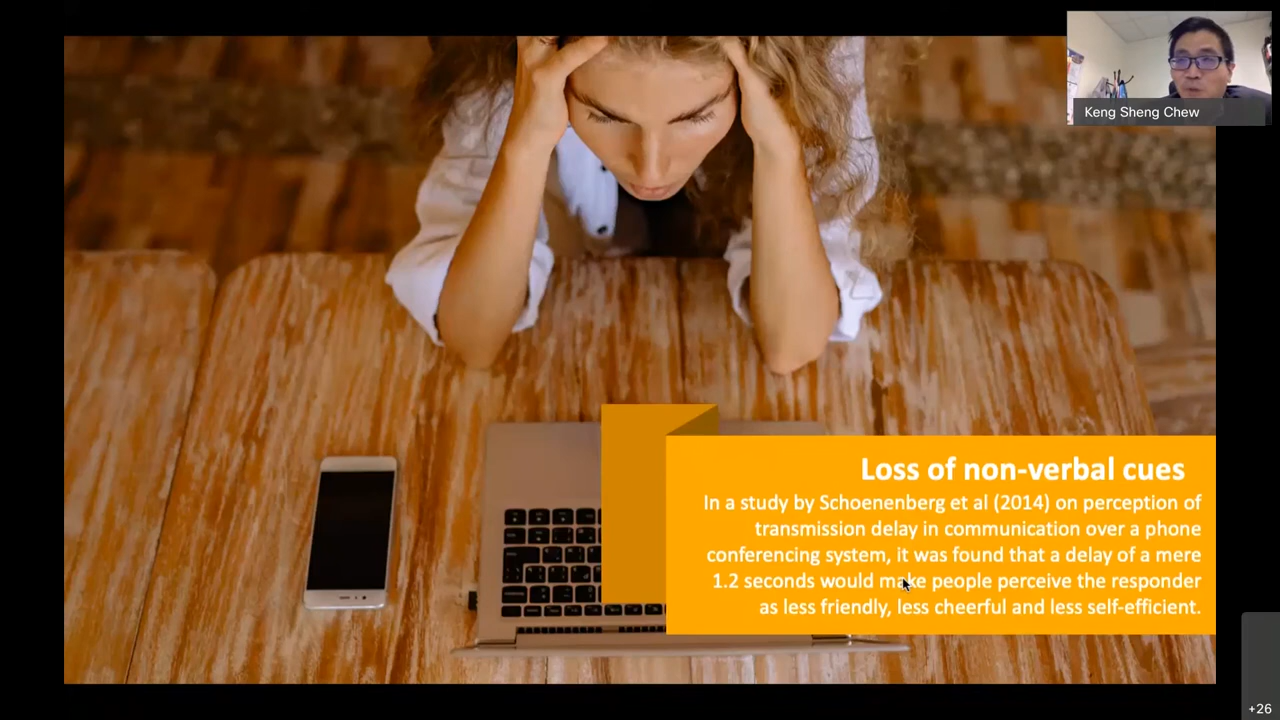 Keng Sheng Chew
Loss of non-verbal cues
In a study by Schoenenberg et al (2014) on perception of
transmission delay in communication over a phone
conferencing system, it was found that a delay of a mere
1.2 seconds would make people perceive the responder
as less friendly, less cheerful and less self-efficient.
+26